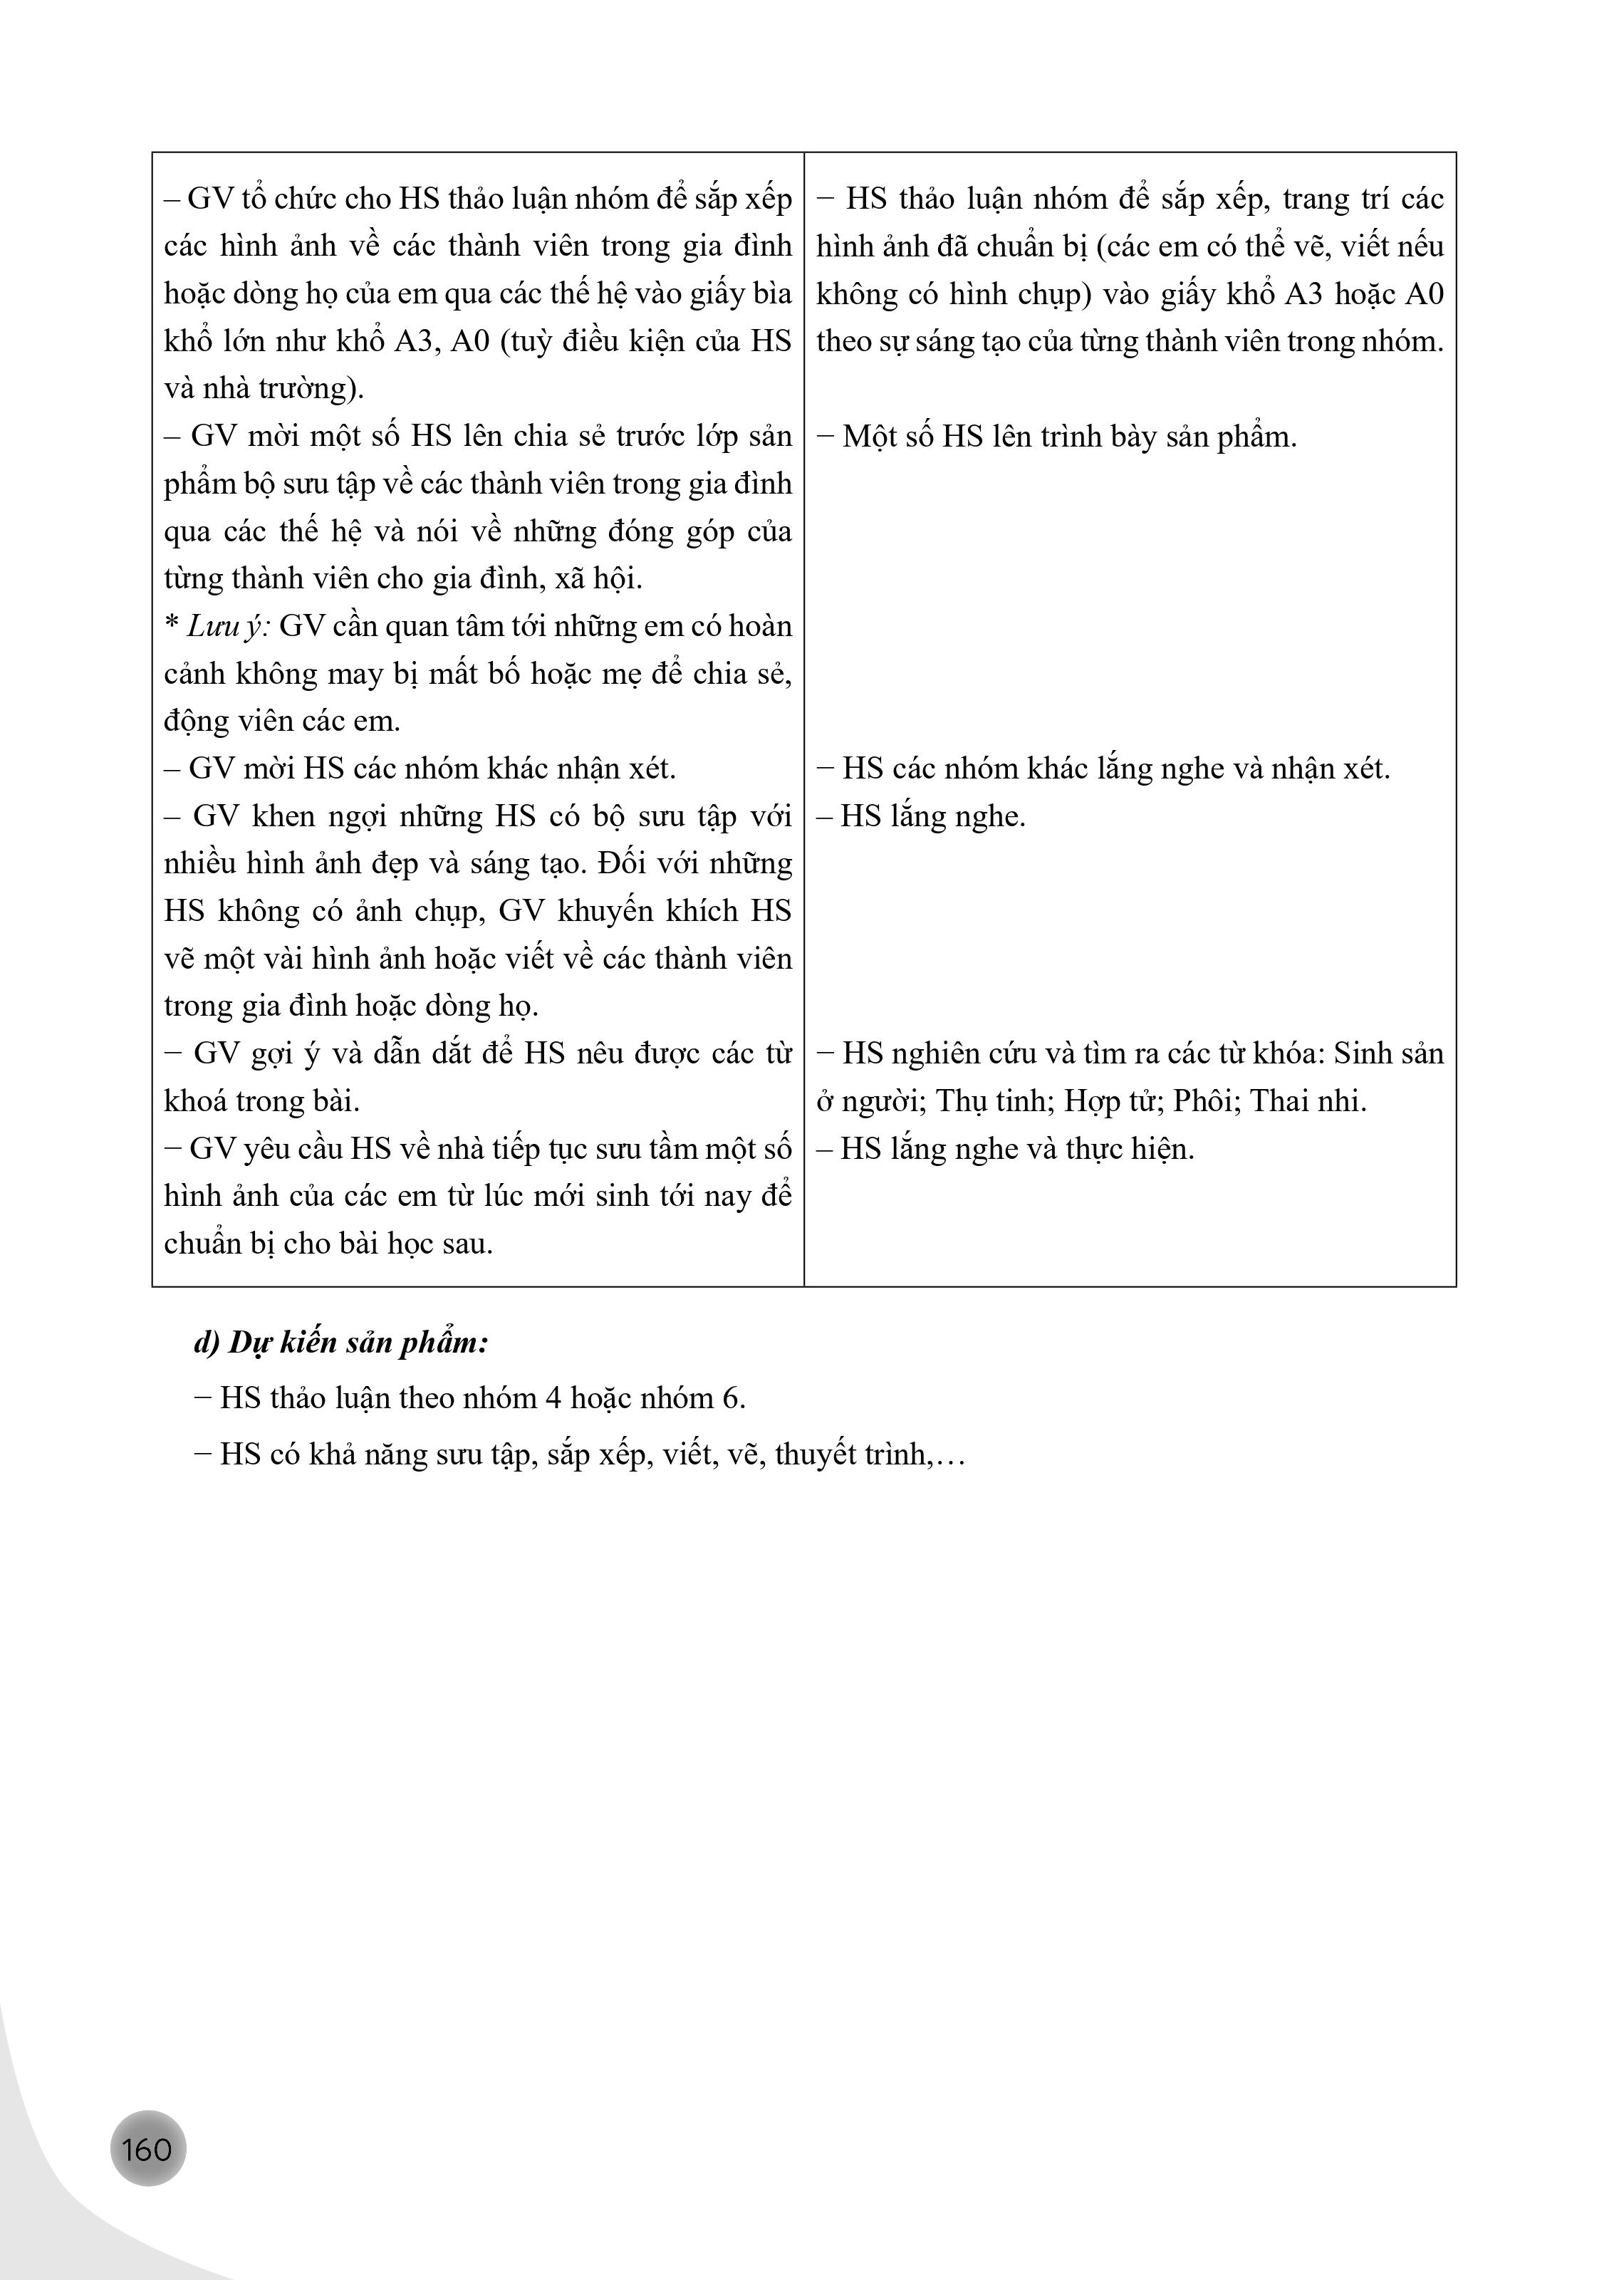 – GV tổ chức cho HS thảo luận nhóm để sắp xếp
các hình ảnh về các thành viên trong gia đình
hoặc dòng họ của em qua các thế hệ vào giấy bìa
khổ lớn như khổ A3, A0 (tuỳ điều kiện của HS
và nhà trường).
– GV mời một số HS lên chia sẻ trước lớp sản
phẩm bộ sưu tập về các thành viên trong gia đình
qua các thế hệ và nói về những đóng góp của
từng thành viên cho gia đình, xã hội.
* Lưu ý: GV cần quan tâm tới những em có hoàn
cảnh không may bị mất bố hoặc mẹ để chia sẻ,
động viên các em.
– GV mời HS các nhóm khác nhận xét.
– GV khen ngợi những HS có bộ sưu tập với
nhiều hình ảnh đẹp và sáng tạo. Đối với những
HS không có ảnh chụp, GV khuyến khích HS
vẽ một vài hình ảnh hoặc viết về các thành viên
trong gia đình hoặc dòng họ.
− GV gợi ý và dẫn dắt để HS nêu được các từ
khoá trong bài.
− GV yêu cầu HS về nhà tiếp tục sưu tầm một số
hình ảnh của các em từ lúc mới sinh tới nay để
chuẩn bị cho bài học sau.
− HS thảo luận nhóm để sắp xếp, trang trí các
hình ảnh đã chuẩn bị (các em có thể vẽ, viết nếu
không có hình chụp) vào giấy khổ A3 hoặc A0
theo sự sáng tạo của từng thành viên trong nhóm.
− Một số HS lên trình bày sản phẩm.
− HS các nhóm khác lắng nghe và nhận xét.
– HS lắng nghe.
− HS nghiên cứu và tìm ra các từ khóa: Sinh sản
ở người; Thụ tinh; Hợp tử; Phôi; Thai nhi.
– HS lắng nghe và thực hiện.
d) Dự kiến sản phẩm:
− HS thảo luận theo nhóm 4 hoặc nhóm 6.
− HS có khả năng sưu tập, sắp xếp, viết, vẽ, thuyết trình,…
160